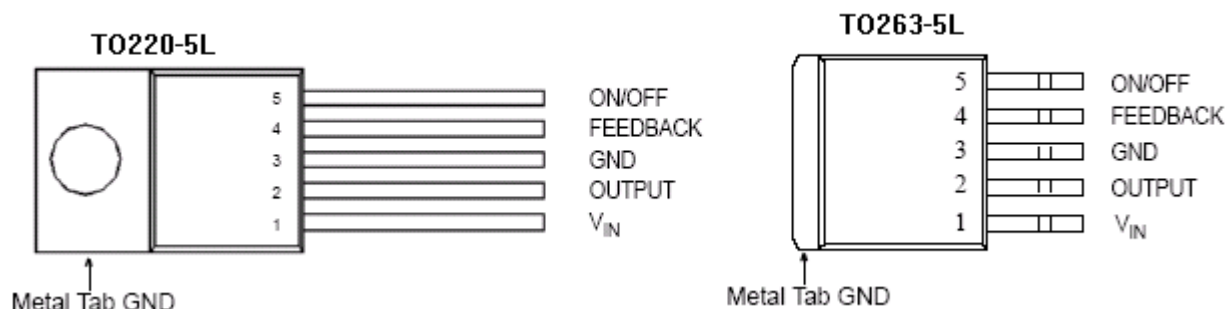 TO220-5L
5 ON/OFF
4 FEEDBACK
3 GND
2 OUTPUT
1 VIN
Metal Tab GND
TO263-5L
5 ON/OFF
4 FEEDBACK
3 GND
2 OUTPUT
1 VIN
Metal Tab GND